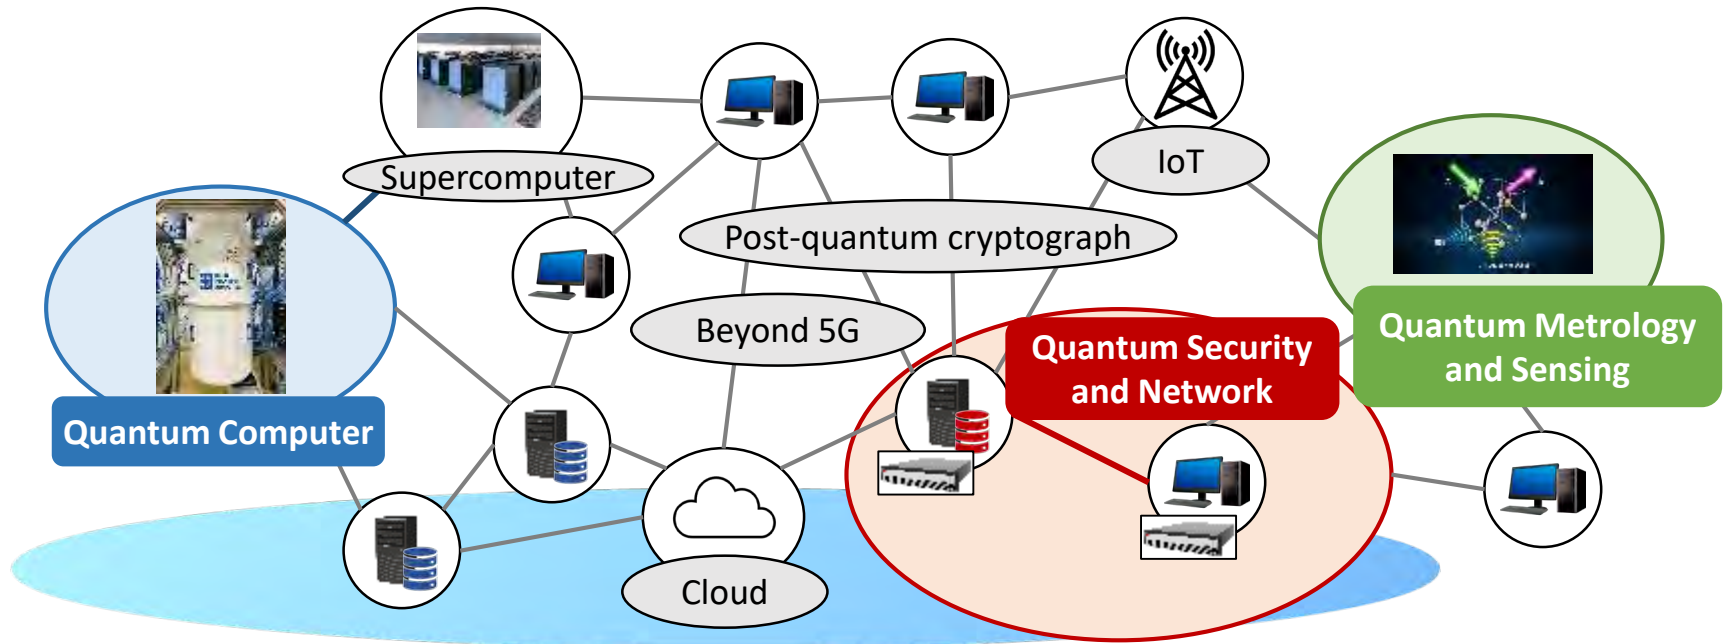 Supercomputer
IoT
Post-quantum cryptograph
Beyond 5G
Quantum Security
and Network
Quantum Metrology
and Sensing
Quantum Computer
Cloud